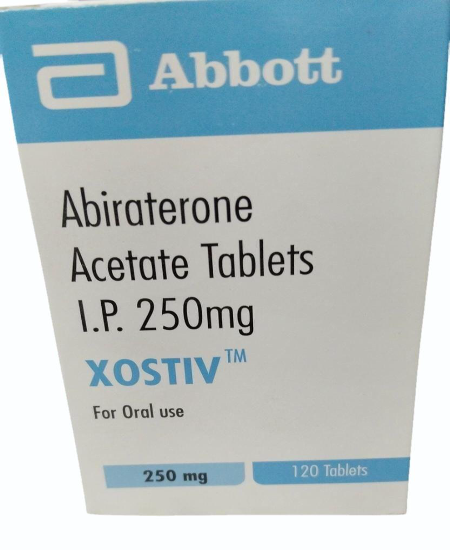 Abbott
Abiraterone
Acetate Tablets
I.P. 250mg
XOSTIV™
For Oral use
250 mg
120 Tablets